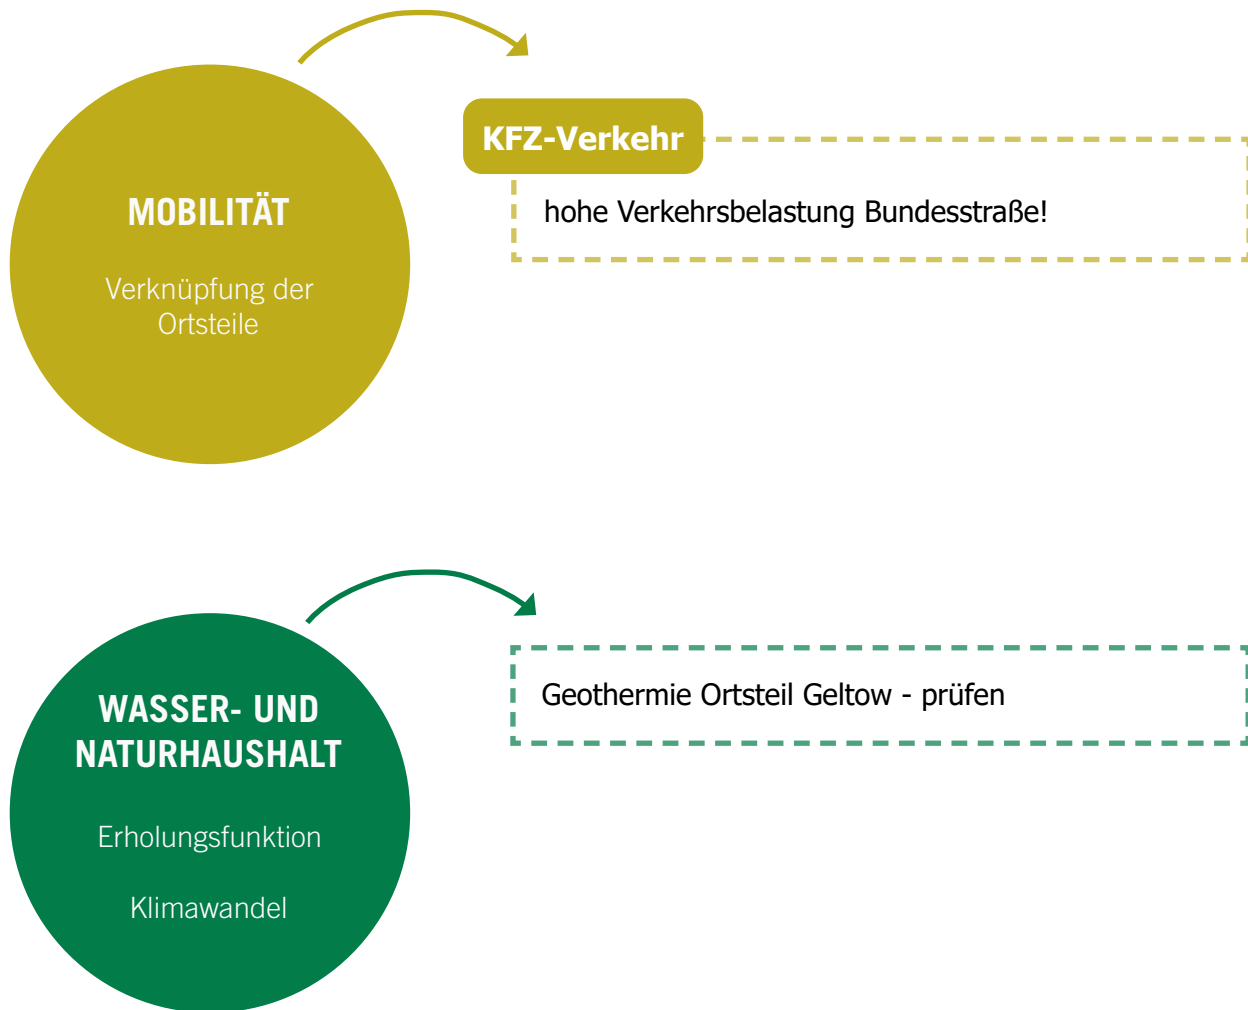 MOBILITÄT
Verknüpfung der
Ortsteile
KFZ-Verkehr
hohe Verkehrsbelastung Bundesstraße!
WASSER- UND
NATURHAUSHALT
Erholungsfunktion
Klimawandel
Geothermie Ortsteil Geltow - prüfen